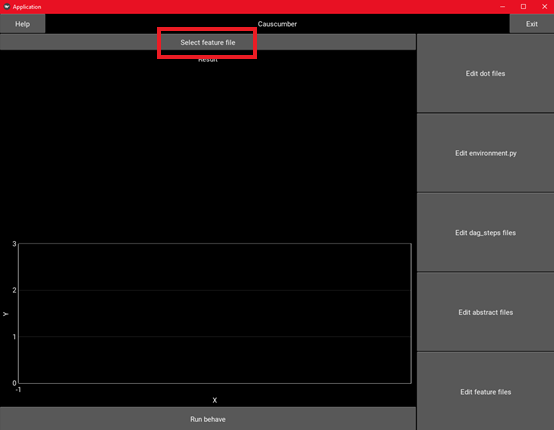 Application
Help
Causcumber
Exit
Select feature file
Result
Edit dot files
Edit environment.py
Edit dag_steps files
Edit abstract files
Edit feature files
3
2
1
0
Y
-1
X
Run behave